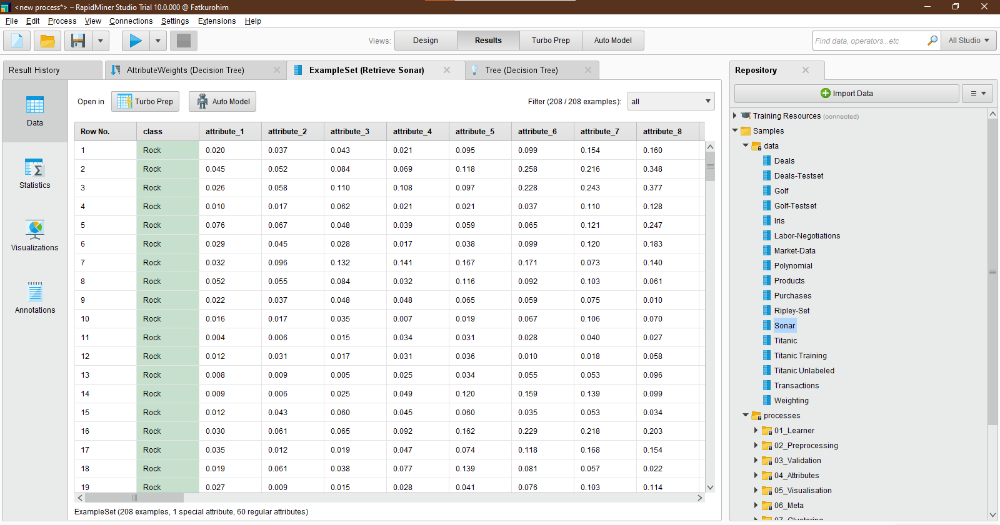 <new process*> – RapidMiner Studio Trial 10.0.000 @ Fatkurohim
File Edit Process View Connections Settings Extensions Help
Views: Design Results Turbo Prep Auto Model
Find data, operators...etc All Studio
Result History AttributeWeights (Decision Tree) ExampleSet (Retrieve Sonar) Tree (Decision Tree)
Data
Statistics
Visualizations
Annotations
Open in Turbo Prep Auto Model Filter (208 / 208 examples): all
Row No. class attribute_1 attribute_2 attribute_3 attribute_4 attribute_5 attribute_6 attribute_7 attribute_8
1 Rock 0.020 0.037 0.043 0.021 0.095 0.099 0.154 0.160
2 Rock 0.045 0.052 0.084 0.069 0.118 0.258 0.216 0.348
3 Rock 0.026 0.058 0.110 0.108 0.097 0.228 0.243 0.377
4 Rock 0.010 0.017 0.062 0.021 0.021 0.037 0.110 0.128
5 Rock 0.076 0.067 0.048 0.039 0.059 0.065 0.121 0.247
6 Rock 0.029 0.045 0.028 0.017 0.038 0.099 0.120 0.183
7 Rock 0.032 0.096 0.132 0.141 0.167 0.171 0.073 0.140
8 Rock 0.052 0.055 0.084 0.032 0.116 0.092 0.103 0.061
9 Rock 0.022 0.037 0.048 0.048 0.065 0.059 0.075 0.010
10 Rock 0.016 0.017 0.035 0.007 0.019 0.067 0.106 0.070
11 Rock 0.004 0.006 0.015 0.034 0.031 0.028 0.040 0.027
12 Rock 0.012 0.031 0.017 0.031 0.036 0.010 0.018 0.058
13 Rock 0.008 0.009 0.005 0.025 0.034 0.055 0.053 0.096
14 Rock 0.009 0.006 0.025 0.049 0.120 0.159 0.139 0.099
15 Rock 0.012 0.043 0.060 0.045 0.060 0.035 0.053 0.034
16 Rock 0.030 0.061 0.065 0.092 0.162 0.229 0.218 0.203
17 Rock 0.035 0.012 0.019 0.047 0.074 0.118 0.168 0.154
18 Rock 0.019 0.061 0.038 0.077 0.139 0.081 0.057 0.022
19 Rock 0.027 0.009 0.015 0.028 0.041 0.076 0.103 0.114
ExampleSet (208 examples, 1 special attribute, 60 regular attributes)
Repository
Import Data
Training Resources (connected)
Samples
data
Deals
Deals-Testset
Golf
Golf-Testset
Iris
Labor-Negotiations
Market-Data
Polynomial
Products
Purchases
Ripley-Set
Sonar
Titanic
Titanic Training
Titanic Unlabeled
Transactions
Weighting
processes
01_Learner
02_Preprocessing
03_Validation
04_Attributes
05_Visualisation
06_Meta
07_Clustering